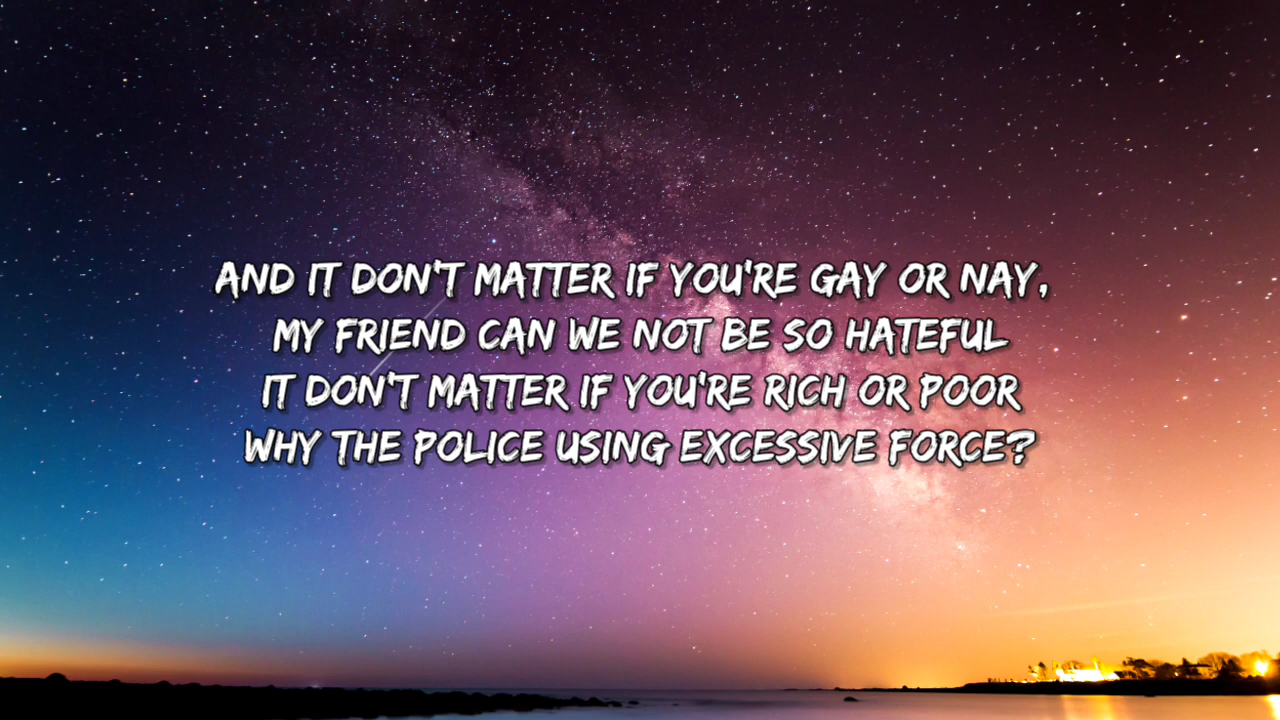 AND IT DON'T MATTER IF YOU'RE GAY OR NAY,
MY FRIEND CAN WE NOT BE SO HATEFUL
IT DON'T MATTER IF YOU'RE RICH OR POOR
WHY THE POLICE USING EXCESSIVE FORCE?